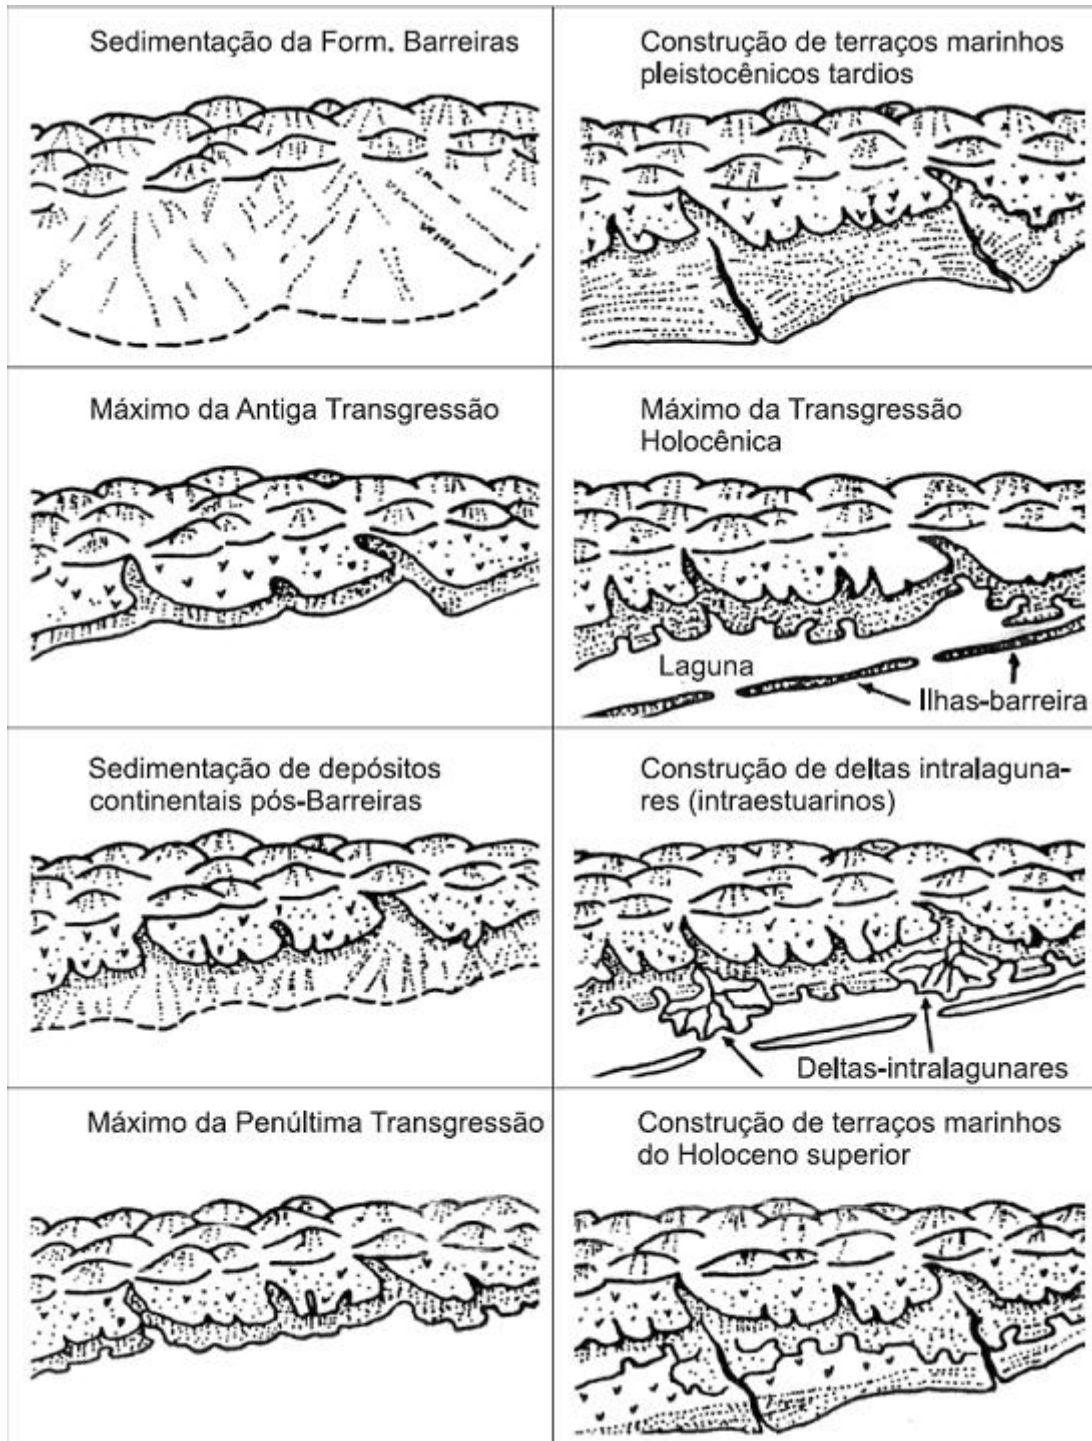 Sedimentação da Form. Barreiras
Máximo da Antiga Transgressão
Sedimentação de depósitos
continentais pós-Barreiras
Máximo da Penúltima Transgressão
Construção de terraços marinhos
pleistocênicos tardios
Máximo da Transgressão
Holocênica
Laguna
Ilhas-barreira
Construção de deltas intralaguna-
res (intraestuarinos)
Deltas-intralagunares
Construção de terraços marinhos
do Holoceno superior